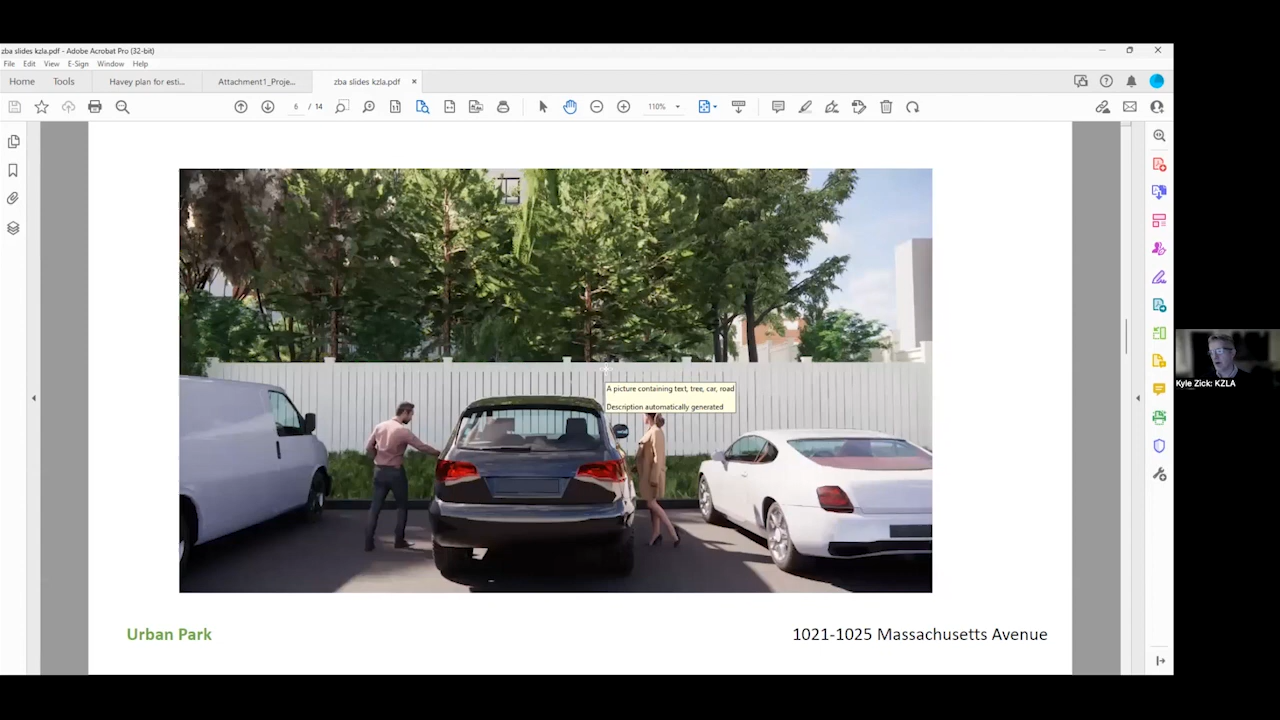 zba slides kzla.pdf - Adobe Acrobat Pro (32-bit)
File Edit View E-Sign Window Help
Home Tools Havey plan for esti... Attachment1_Proje... zba slides kzla.pdf ×
6 / 14 110%
A picture containing text, tree, car, road
Description automatically generated
Kyle Zick: KZLA
Urban Park 1021-1025 Massachusetts Avenue